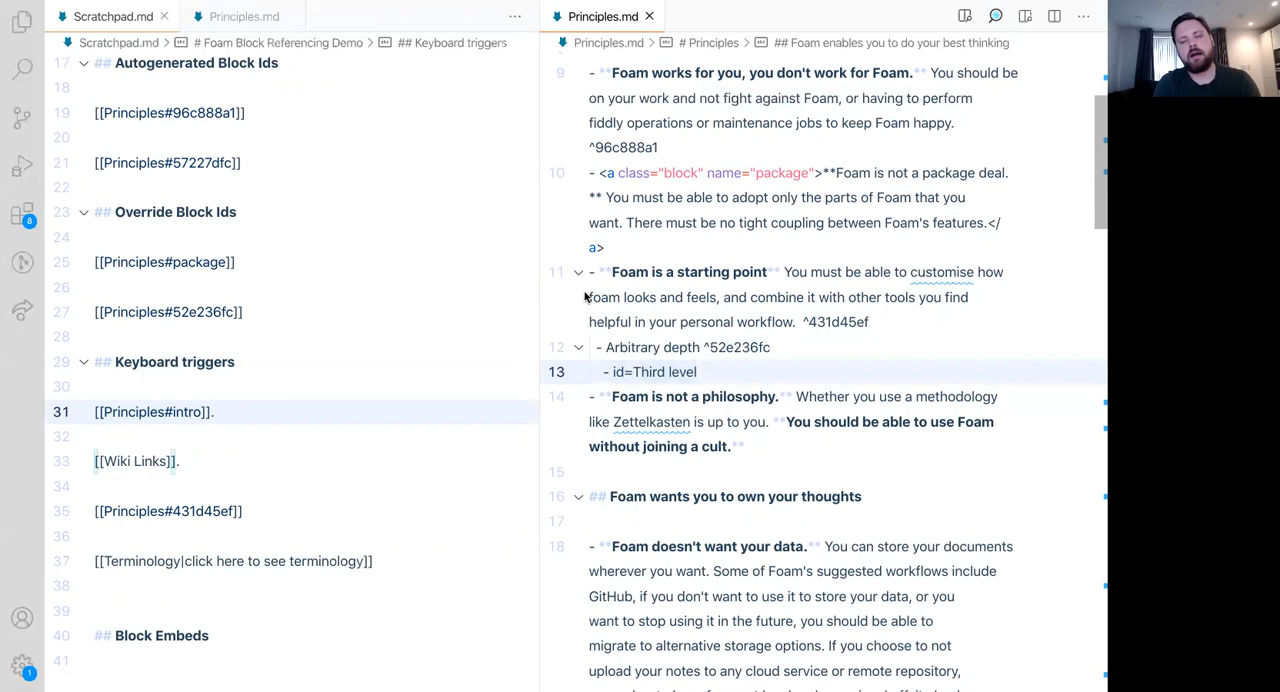 Scratchpad.md
Principles.md
Scratchpad.md > # Foam Block Referencing Demo > ## Keyboard triggers
17 ## Autogenerated Block Ids
18
19 [[Principles#96c888a1]]
20
21 [[Principles#57227dfc]]
22
23 ## Override Block Ids
24
25 [[Principles#package]]
26
27 [[Principles#52e236fc]]
28
29 ## Keyboard triggers
30
31 [[Principles#intro]].
32
33 [[Wiki Links]].
34
35 [[Principles#431d45ef]]
36
37 [[Terminology|click here to see terminology]]
38
39
40 ## Block Embeds
41
8
1
Principles.md
Principles.md > # Principles > ## Foam enables you to do your best thinking
9 - **Foam works for you, you don't work for Foam.** You should be
on your work and not fight against Foam, or having to perform
fiddly operations or maintenance jobs to keep Foam happy.
^96c888a1
10 - <a class="block" name="package">**Foam is not a package deal.
** You must be able to adopt only the parts of Foam that you
want. There must be no tight coupling between Foam's features.</
a>
11 - **Foam is a starting point** You must be able to customise how
foam looks and feels, and combine it with other tools you find
helpful in your personal workflow. ^431d45ef
12 - Arbitrary depth ^52e236fc
13 - id=Third level
14 - **Foam is not a philosophy.** Whether you use a methodology
like Zettelkasten is up to you. **You should be able to use Foam
without joining a cult.**
15
16 ## Foam wants you to own your thoughts
17
18 - **Foam doesn't want your data.** You can store your documents
wherever you want. Some of Foam's suggested workflows include
GitHub, if you don't want to use it to store your data, or you
want to stop using it in the future, you should be able to
migrate to alternative storage options. If you choose to not
upload your notes to any cloud service or remote repository,